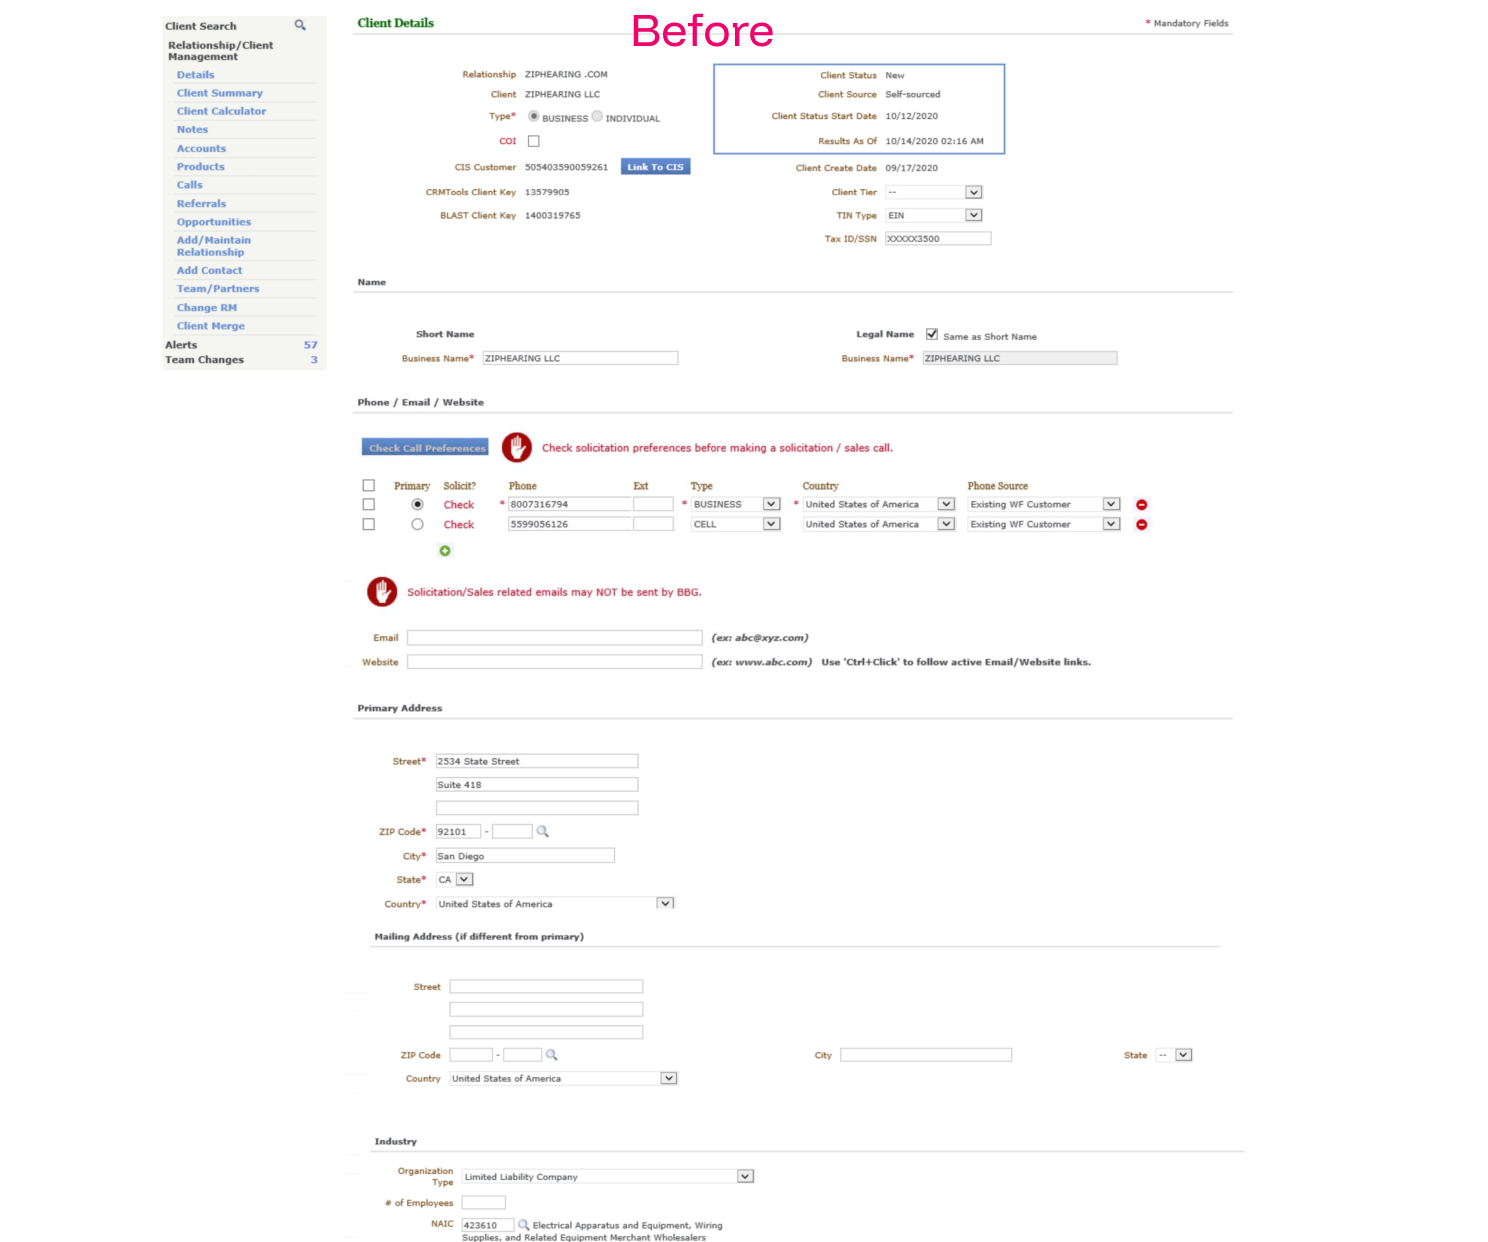 Before
Client Search
Relationship/Client
Management
Details
Client Summary
Client Calculator
Notes
Accounts
Products
Calls
Referrals
Opportunities
Add/Maintain
Relationship
Add Contact
Team/Partners
Change RM
Client Merge
Alerts 57
Team Changes 3
Client Details * Mandatory Fields
Relationship ZIPHEARING .COM
Client ZIPHEARING LLC
Type* BUSINESS INDIVIDUAL
COI
CIS Customer 505403590059261 Link To CIS
CRMTools Client Key 13579905
BLAST Client Key 1400319765
Client Status New
Client Source Self-sourced
Client Status Start Date 10/12/2020
Results As Of 10/14/2020 02:16 AM
Client Create Date 09/17/2020
Client Tier --
TIN Type EIN
Tax ID/SSN XXXXX3500
Name
Short Name
Business Name* ZIPHEARING LLC
Legal Name Same as Short Name
Business Name* ZIPHEARING LLC
Phone / Email / Website
Check Call Preferences Check solicitation preferences before making a solicitation / sales call.
Primary Solicit? Phone Ext Type Country Phone Source
Check * 8007316794 * BUSINESS * United States of America Existing WF Customer
Check 5599056126 CELL United States of America Existing WF Customer
Solicitation/Sales related emails may NOT be sent by BBG.
Email (ex: abc@xyz.com)
Website (ex: www.abc.com) Use 'Ctrl+Click' to follow active Email/Website links.
Primary Address
Street* 2534 State Street
Suite 418
ZIP Code* 92101 -
City* San Diego
State* CA
Country* United States of America
Mailing Address (if different from primary)
Street
ZIP Code - City State --
Country United States of America
Industry
Organization
Type Limited Liability Company
# of Employees
NAIC 423610 Electrical Apparatus and Equipment, Wiring
Supplies, and Related Equipment Merchant Wholesalers